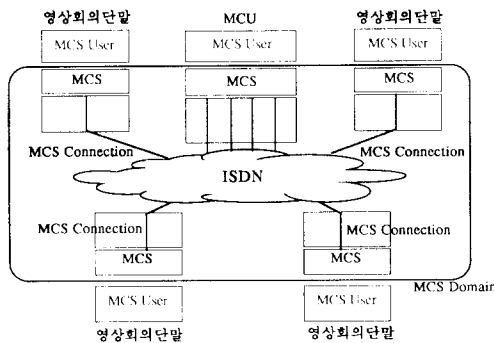 영상회의단말 MCU 영상회의단말
MCS User MCS User MCS User
MCS MCS MCS
MCS Connection MCS Connection
ISDN
MCS Connection MCS Connection
MCS MCS
MCS Domain
MCS User MCS User
영상회의단말 영상회의단말